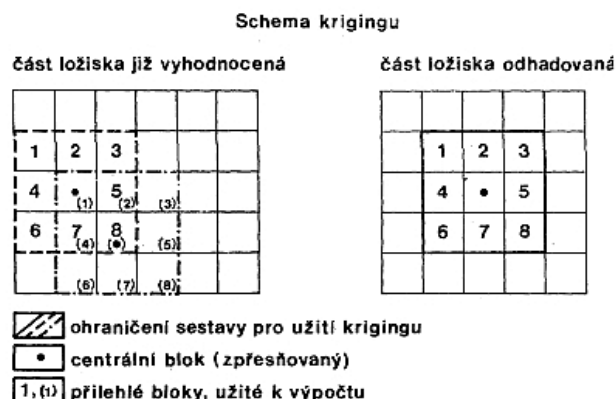 Schema krigingu
část ložiska již vyhodnocená
část ložiska odhadovaná
1 2 3
4 5
(1) (2) (3)
6 7 8
(4) (5)
(6) (7) (8)
1 2 3
4 5
6 7 8
ohraničení sestavy pro užití krigingu
centrální blok (zpřesňovaný)
1,(1) přilehlé bloky, užité k výpočtu